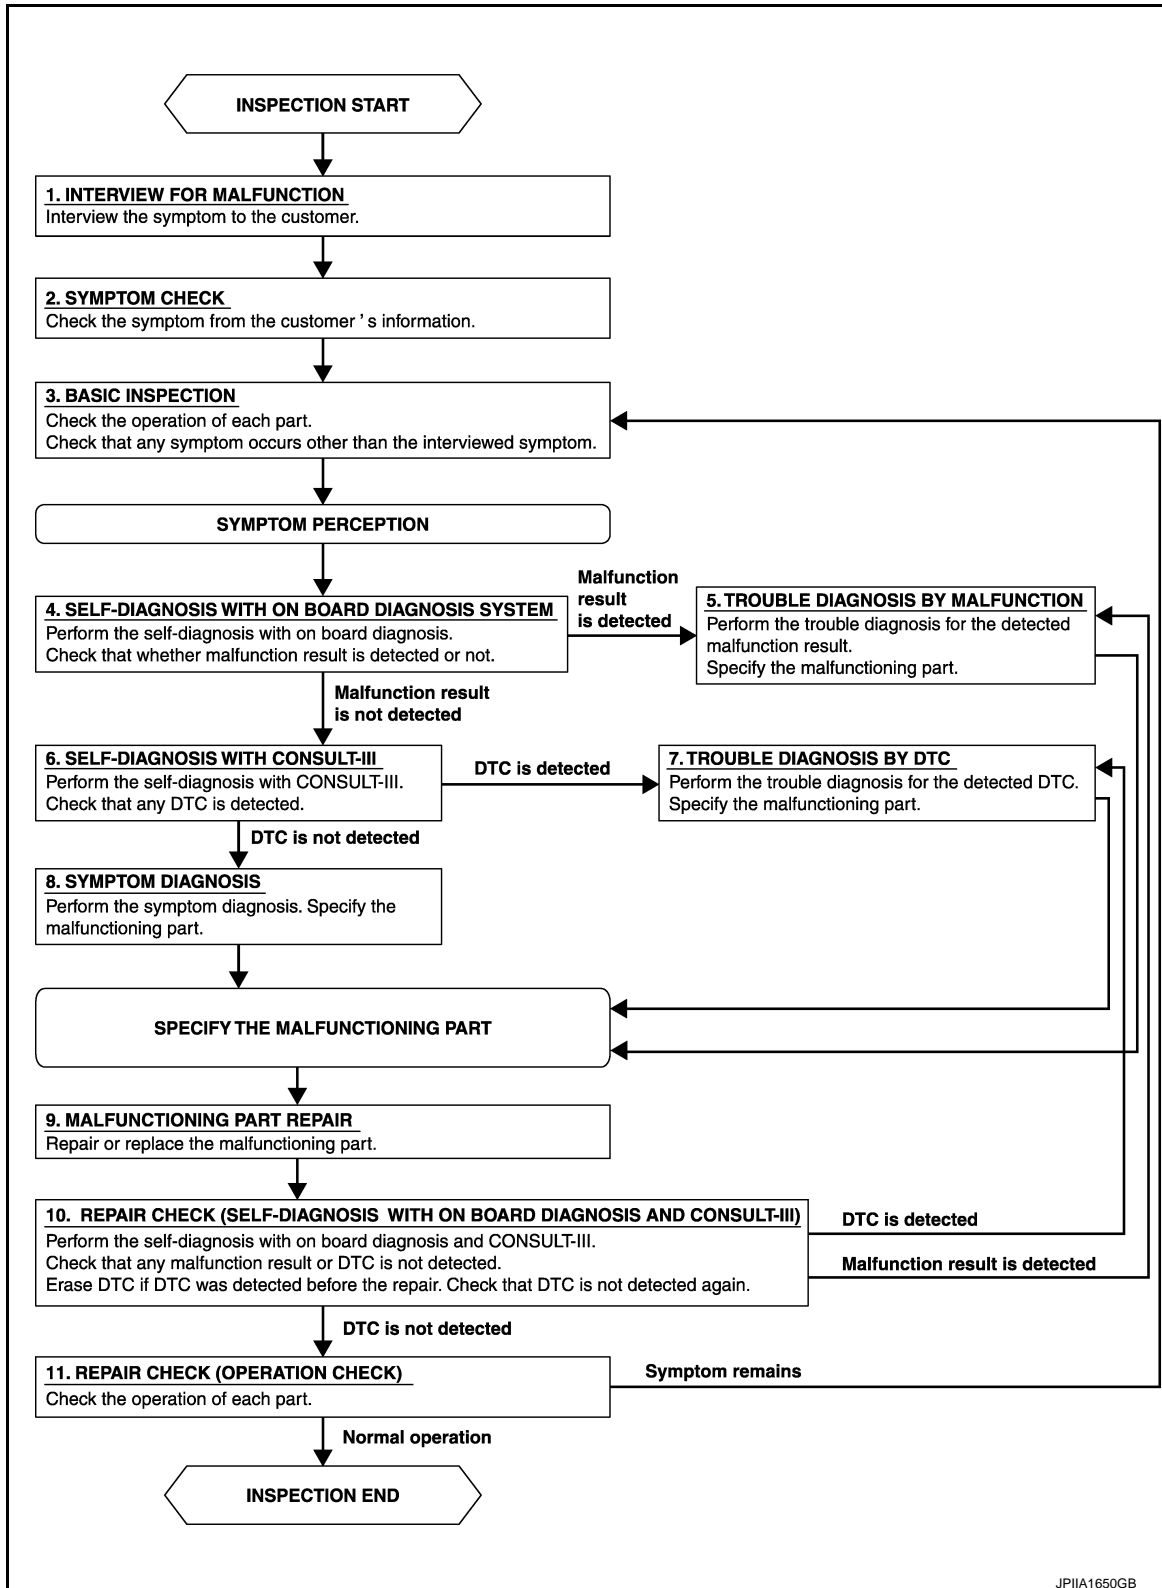 INSPECTION START
1. INTERVIEW FOR MALFUNCTION
Interview the symptom to the customer.
2. SYMPTOM CHECK
Check the symptom from the customer ' s information.
3. BASIC INSPECTION
Check the operation of each part.
Check that any symptom occurs other than the interviewed symptom.
SYMPTOM PERCEPTION
4. SELF-DIAGNOSIS WITH ON BOARD DIAGNOSIS SYSTEM
Perform the self-diagnosis with on board diagnosis.
Check that whether malfunction result is detected or not.
Malfunction
result
is detected
5. TROUBLE DIAGNOSIS BY MALFUNCTION
Perform the trouble diagnosis for the detected
malfunction result.
Specify the malfunctioning part.
Malfunction result
is not detected
6. SELF-DIAGNOSIS WITH CONSULT-III
Perform the self-diagnosis with CONSULT-III.
Check that any DTC is detected.
DTC is detected
7. TROUBLE DIAGNOSIS BY DTC
Perform the trouble diagnosis for the detected DTC.
Specify the malfunctioning part.
DTC is not detected
8. SYMPTOM DIAGNOSIS
Perform the symptom diagnosis. Specify the
malfunctioning part.
SPECIFY THE MALFUNCTIONING PART
9. MALFUNCTIONING PART REPAIR
Repair or replace the malfunctioning part.
10. REPAIR CHECK (SELF-DIAGNOSIS WITH ON BOARD DIAGNOSIS AND CONSULT-III)
Perform the self-diagnosis with on board diagnosis and CONSULT-III.
Check that any malfunction result or DTC is not detected.
Erase DTC if DTC was detected before the repair. Check that DTC is not detected again.
DTC is detected
Malfunction result is detected
DTC is not detected
11. REPAIR CHECK (OPERATION CHECK)
Check the operation of each part.
Symptom remains
Normal operation
INSPECTION END
JPIIA1650GB